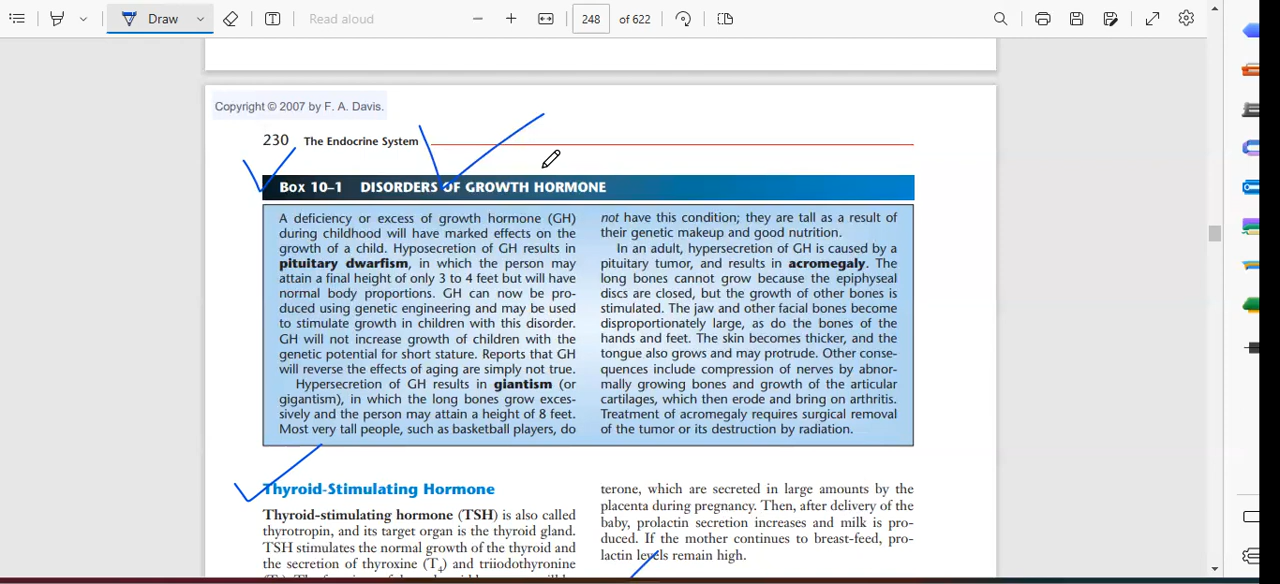 Draw
Read aloud
248 of 622
Copyright © 2007 by F. A. Davis.
230 The Endocrine System
Box 10–1 DISORDERS OF GROWTH HORMONE
A deficiency or excess of growth hormone (GH)
during childhood will have marked effects on the
growth of a child. Hyposecretion of GH results in
pituitary dwarfism, in which the person may
attain a final height of only 3 to 4 feet but will have
normal body proportions. GH can now be pro-
duced using genetic engineering and may be used
to stimulate growth in children with this disorder.
GH will not increase growth of children with the
genetic potential for short stature. Reports that GH
will reverse the effects of aging are simply not true.
Hypersecretion of GH results in giantism (or
gigantism), in which the long bones grow exces-
sively and the person may attain a height of 8 feet.
Most very tall people, such as basketball players, do
not have this condition; they are tall as a result of
their genetic makeup and good nutrition.
In an adult, hypersecretion of GH is caused by a
pituitary tumor, and results in acromegaly. The
long bones cannot grow because the epiphyseal
discs are closed, but the growth of other bones is
stimulated. The jaw and other facial bones become
disproportionately large, as do the bones of the
hands and feet. The skin becomes thicker, and the
tongue also grows and may protrude. Other conse-
quences include compression of nerves by abnor-
mally growing bones and growth of the articular
cartilages, which then erode and bring on arthritis.
Treatment of acromegaly requires surgical removal
of the tumor or its destruction by radiation.
Thyroid-Stimulating Hormone
Thyroid-stimulating hormone (TSH) is also called
thyrotropin, and its target organ is the thyroid gland.
TSH stimulates the normal growth of the thyroid and
the secretion of thyroxine (T4) and triiodothyronine
terone, which are secreted in large amounts by the
placenta during pregnancy. Then, after delivery of the
baby, prolactin secretion increases and milk is pro-
duced. If the mother continues to breast-feed, pro-
lactin levels remain high.